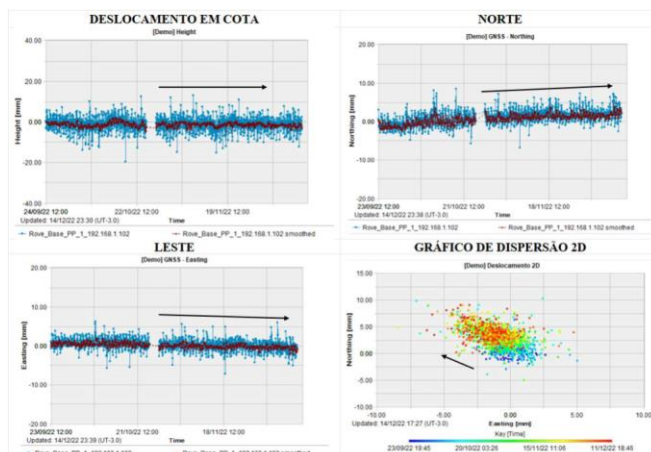 DESLOCAMENTO EM COTA
[Demo] Height
40.00
20.00
0.00
-20.00
-40.00
Height [mm]
24/09/22 12:00
22/10/22 12:00
19/11/22 12:00
Updated: 14/12/22 23:30 (UT-3.0)
Time
Rove_Base_PP_1_192.168.1.102
Rove_Base_PP_1_192.168.1.102 smoothed
NORTE
[Demo] GNSS - Northing
20.00
10.00
0.00
-10.00
-20.00
Northing [mm]
23/09/22 12:00
21/10/22 12:00
18/11/22 12:00
Updated: 14/12/22 23:38 (UT-3.0)
Time
Rove_Base_PP_1_192.168.1.102
Rove_Base_PP_1_192.168.1.102 smoothed
LESTE
[Demo] GNSS - Easting
20.00
10.00
0.00
-10.00
-20.00
Easting [mm]
23/09/22 12:00
21/10/22 12:00
18/11/22 12:00
Updated: 14/12/22 23:39 (UT-3.0)
Time
GRÁFICO DE DISPERSÃO 2D
[Demo] Deslocamento 2D
15.00
10.00
5.00
0.00
-5.00
-10.00
Northing [mm]
-10.00
-5.00
0.00
5.00
10.00
Updated: 14/12/22 17:27 (UT-3.0)
Easting [mm]
Key [Time]
23/09/22 18:45
20/10/22 03:26
15/11/22 11:06
11/12/22 18:45